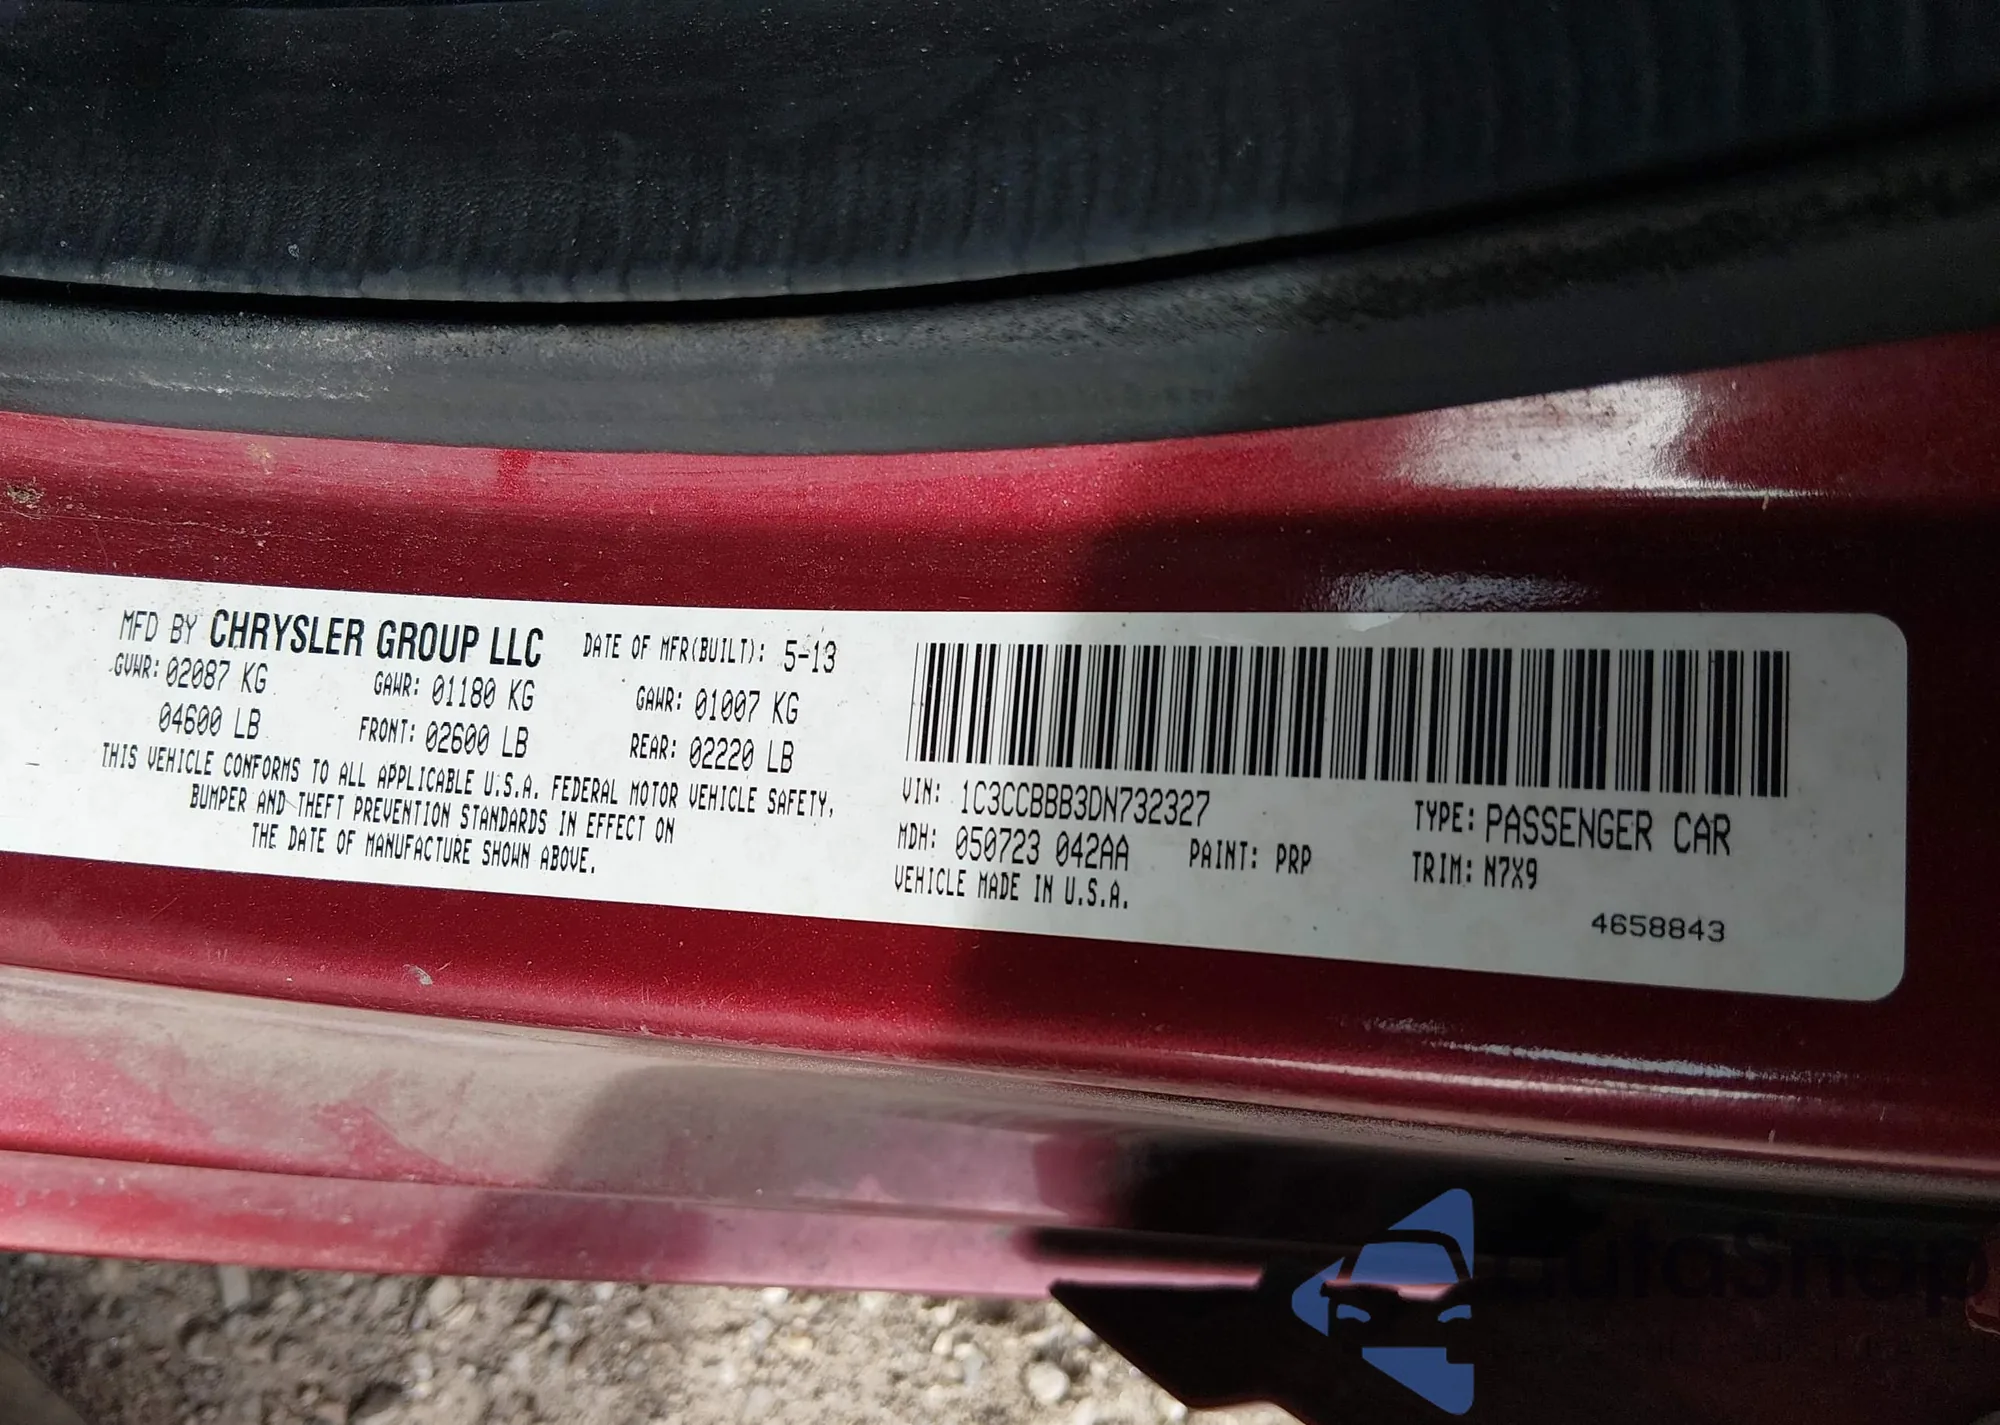 MFD BY CHRYSLER GROUP LLC DATE OF MFR(BUILT): 5-13
GVWR: 02087 KG GAWR: 01180 KG GAWR: 01007 KG
04600 LB FRONT: 02600 LB REAR: 02220 LB
THIS VEHICLE CONFORMS TO ALL APPLICABLE U.S.A. FEDERAL MOTOR VEHICLE SAFETY,
BUMPER AND THEFT PREVENTION STANDARDS IN EFFECT ON
THE DATE OF MANUFACTURE SHOWN ABOVE.
VIN: 1C3CCBBB3DN732327 TYPE: PASSENGER CAR
MDH: 050723 042AA PAINT: PRP TRIM: N7X9
VEHICLE MADE IN U.S.A.
4658843
AutaShop